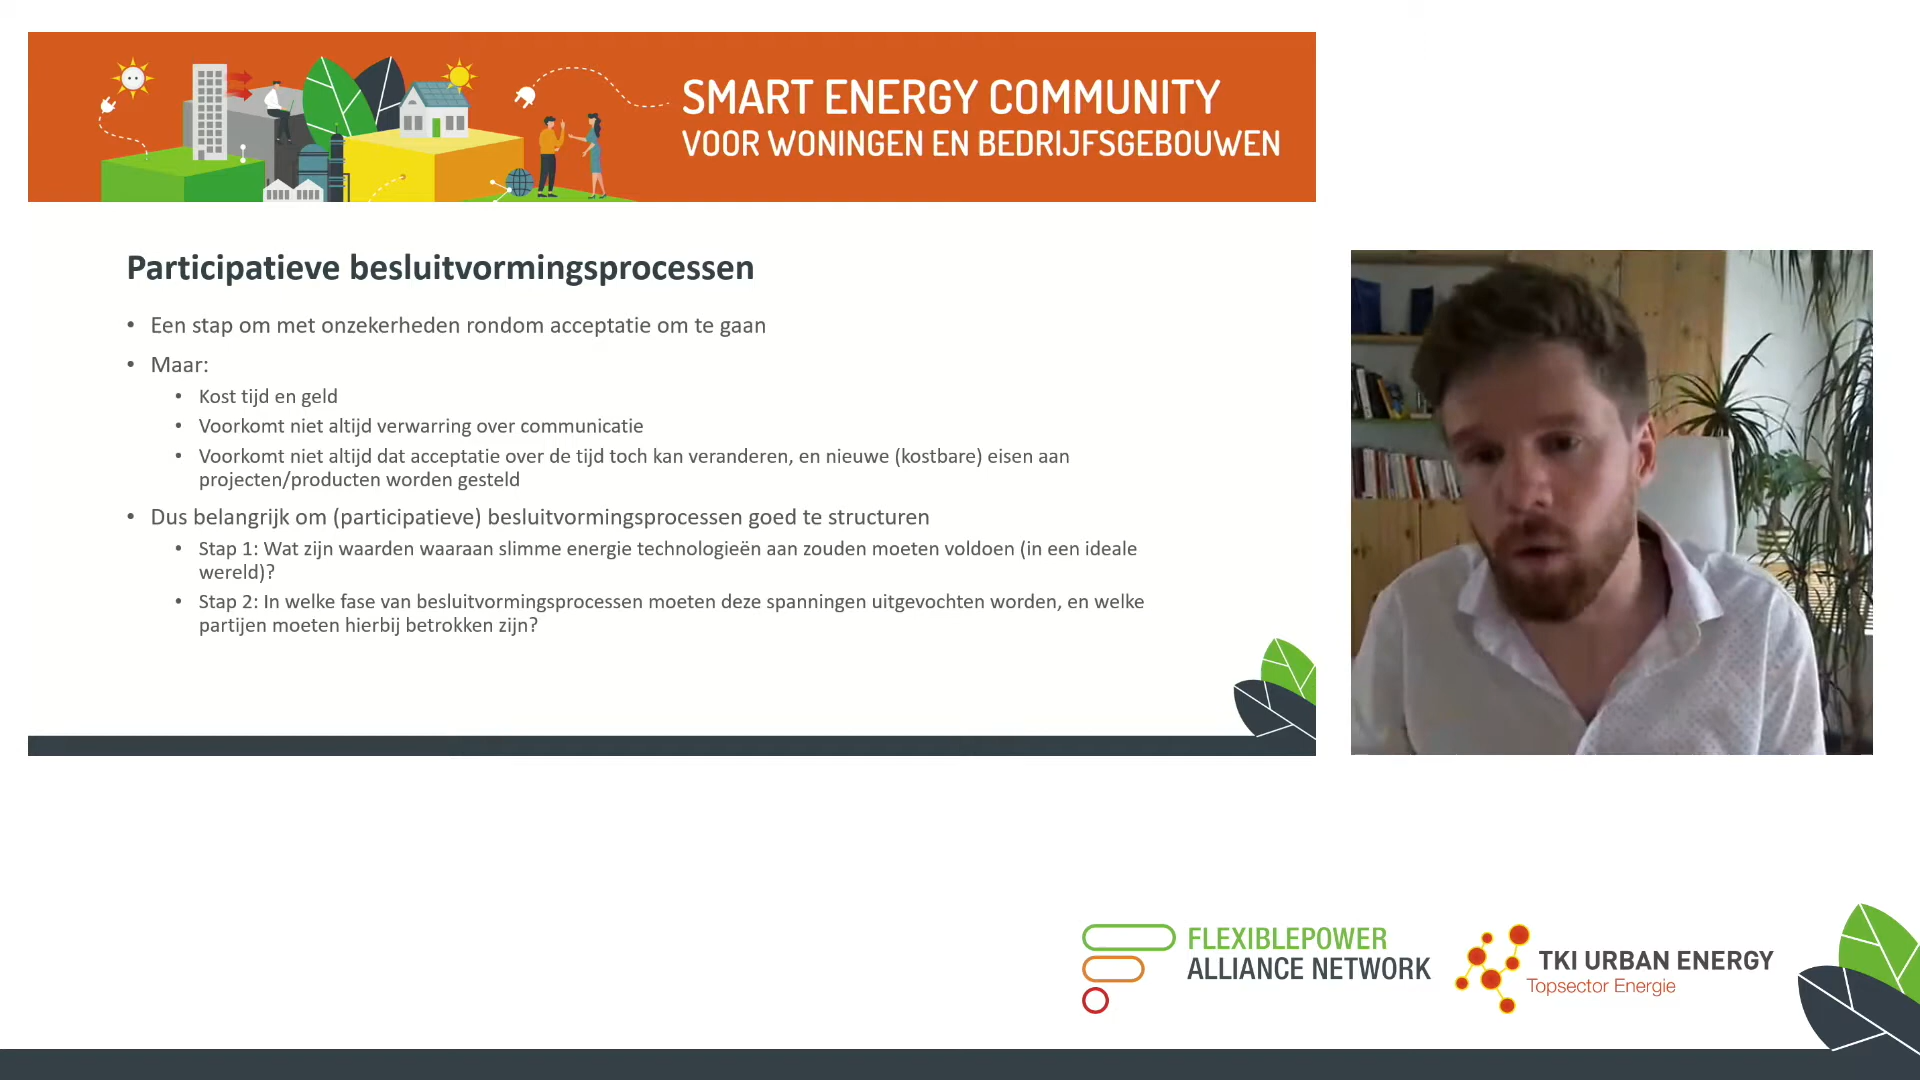 SMART ENERGY COMMUNITY
VOOR WONINGEN EN BEDRIJFSGEBOUWEN
Participatieve besluitvormingsprocessen
• Een stap om met onzekerheden rondom acceptatie om te gaan
• Maar:
• Kost tijd en geld
• Voorkomt niet altijd verwarring over communicatie
• Voorkomt niet altijd dat acceptatie over de tijd toch kan veranderen, en nieuwe (kostbare) eisen aan
projecten/producten worden gesteld
• Dus belangrijk om (participatieve) besluitvormingsprocessen goed te structuren
• Stap 1: Wat zijn waarden waaraan slimme energie technologieën aan zouden moeten voldoen (in een ideale
wereld)?
• Stap 2: In welke fase van besluitvormingsprocessen moeten deze spanningen uitgevochten worden, en welke
partijen moeten hierbij betrokken zijn?
FLEXIBLEPOWER
ALLIANCE NETWORK
TKI URBAN ENERGY
Topsector Energie